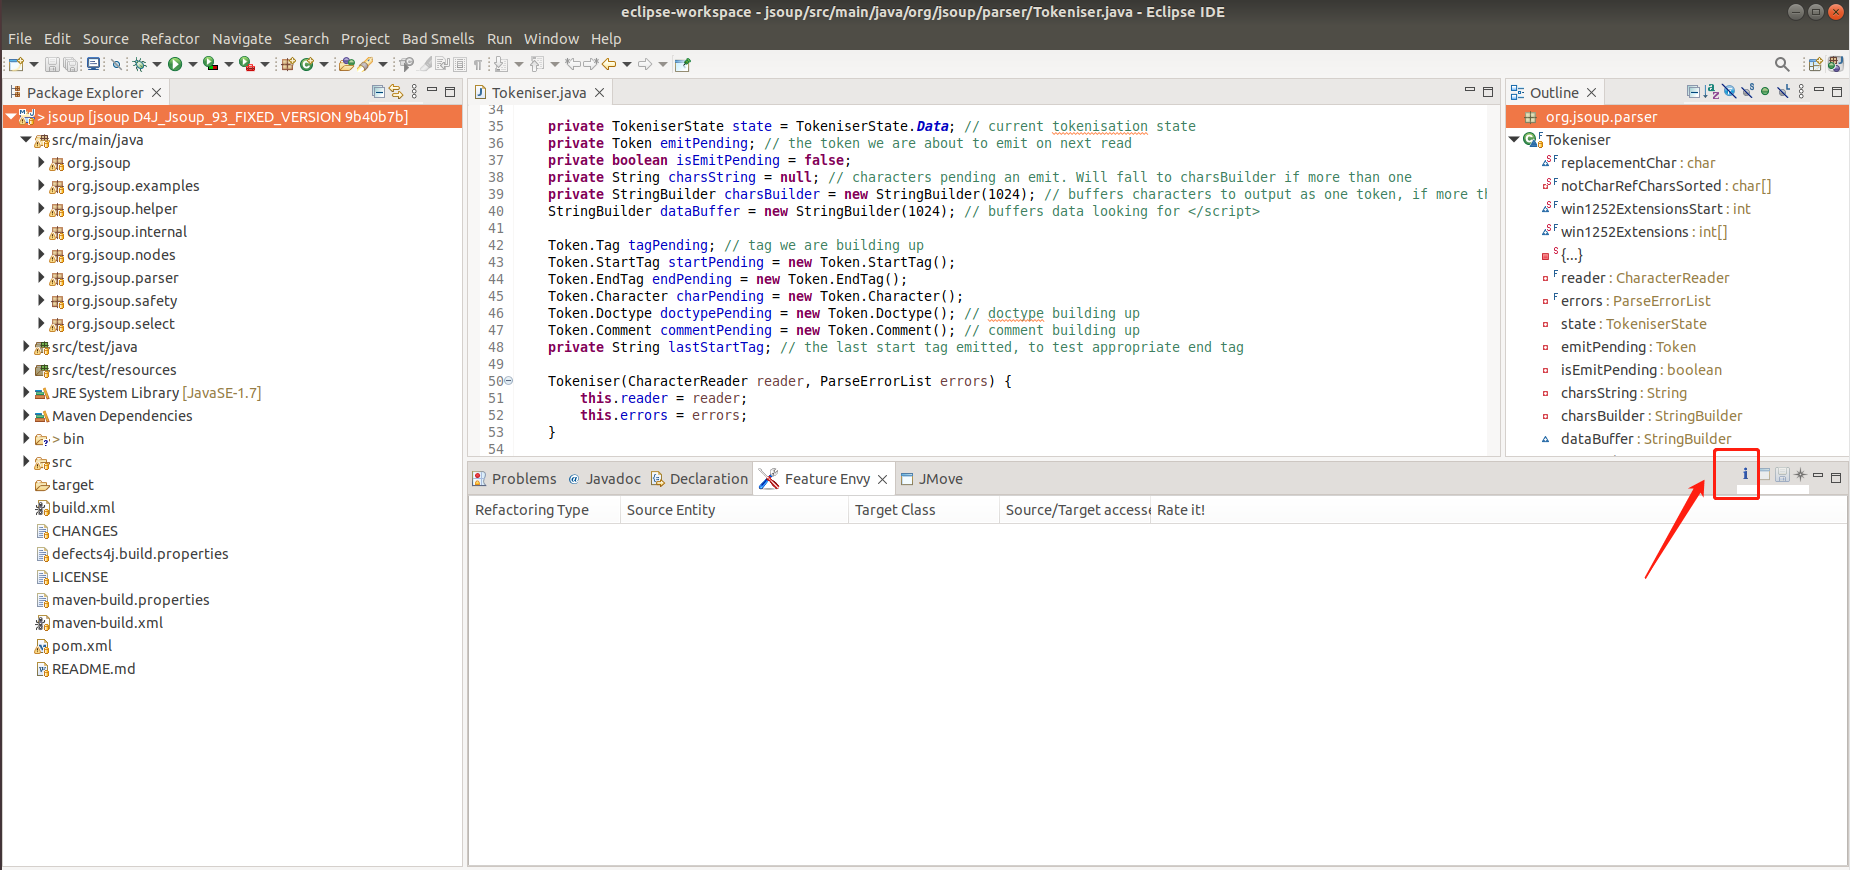 eclipse-workspace - jsoup/src/main/java/org/jsoup/parser/Tokeniser.java - Eclipse IDE
File Edit Source Refactor Navigate Search Project Bad Smells Run Window Help
Package Explorer
> jsoup [jsoup D4J_Jsoup_93_FIXED_VERSION 9b40b7b]
src/main/java
org.jsoup
org.jsoup.examples
org.jsoup.helper
org.jsoup.internal
org.jsoup.nodes
org.jsoup.parser
org.jsoup.safety
org.jsoup.select
src/test/java
src/test/resources
JRE System Library [JavaSE-1.7]
Maven Dependencies
> bin
src
target
build.xml
CHANGES
defects4j.build.properties
LICENSE
maven-build.properties
maven-build.xml
pom.xml
README.md
Tokeniser.java
34
35 private TokeniserState state = TokeniserState.Data; // current tokenisation state
36 private Token emitPending; // the token we are about to emit on next read
37 private boolean isEmitPending = false;
38 private String charsString = null; // characters pending an emit. Will fall to charsBuilder if more than one
39 private StringBuilder charsBuilder = new StringBuilder(1024); // buffers characters to output as one token, if more th
40 StringBuilder dataBuffer = new StringBuilder(1024); // buffers data looking for </script>
41
42 Token.Tag tagPending; // tag we are building up
43 Token.StartTag startPending = new Token.StartTag();
44 Token.EndTag endPending = new Token.EndTag();
45 Token.Character charPending = new Token.Character();
46 Token.Doctype doctypePending = new Token.Doctype(); // doctype building up
47 Token.Comment commentPending = new Token.Comment(); // comment building up
48 private String lastStartTag; // the last start tag emitted, to test appropriate end tag
49
50 Tokeniser(CharacterReader reader, ParseErrorList errors) {
51 this.reader = reader;
52 this.errors = errors;
53 }
54
Outline
org.jsoup.parser
Tokeniser
replacementChar : char
notCharRefCharsSorted : char[]
win1252ExtensionsStart : int
win1252Extensions : int[]
{...}
reader : CharacterReader
errors : ParseErrorList
state : TokeniserState
emitPending : Token
isEmitPending : boolean
charsString : String
charsBuilder : StringBuilder
dataBuffer : StringBuilder
Problems @ Javadoc Declaration Feature Envy JMove
Refactoring Type Source Entity Target Class Source/Target accesse Rate it!